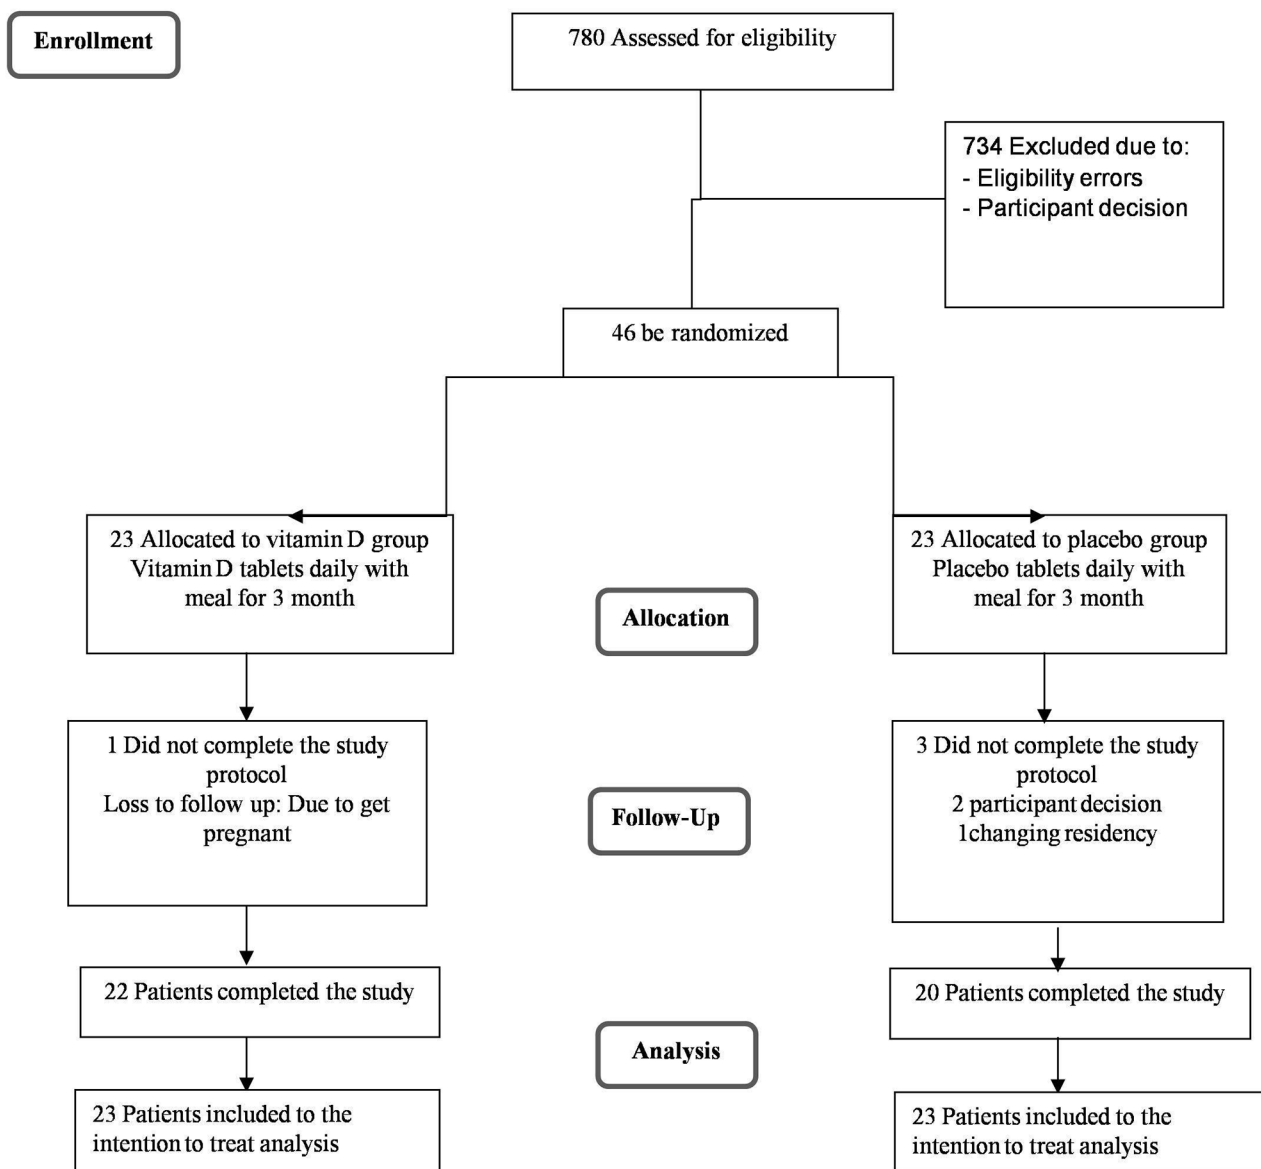 Enrollment
780 Assessed for eligibility
734 Excluded due to:
- Eligibility errors
- Participant decision
46 be randomized
23 Allocated to vitamin D group
Vitamin D tablets daily with
meal for 3 month
23 Allocated to placebo group
Placebo tablets daily with
meal for 3 month
Allocation
1 Did not complete the study
protocol
Loss to follow up: Due to get
pregnant
3 Did not complete the study
protocol
2 participant decision
1changing residency
Follow-Up
22 Patients completed the study
20 Patients completed the study
Analysis
23 Patients included to the
intention to treat analysis
23 Patients included to the
intention to treat analysis